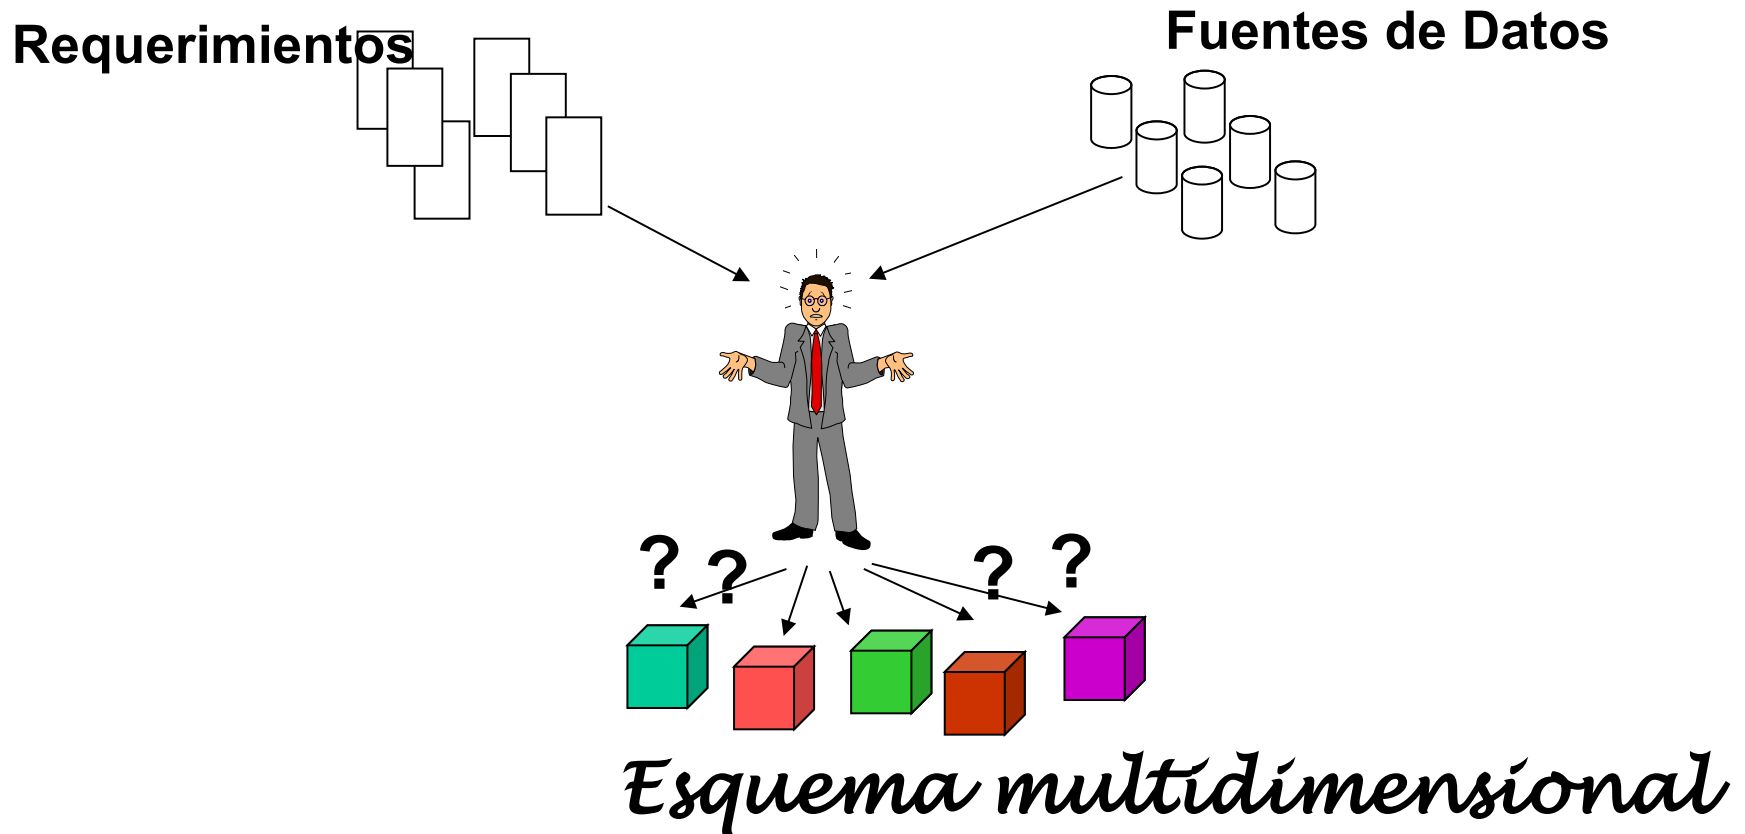 Requerimientos
Fuentes de Datos
? ? ? ?
Esquema multidimensional